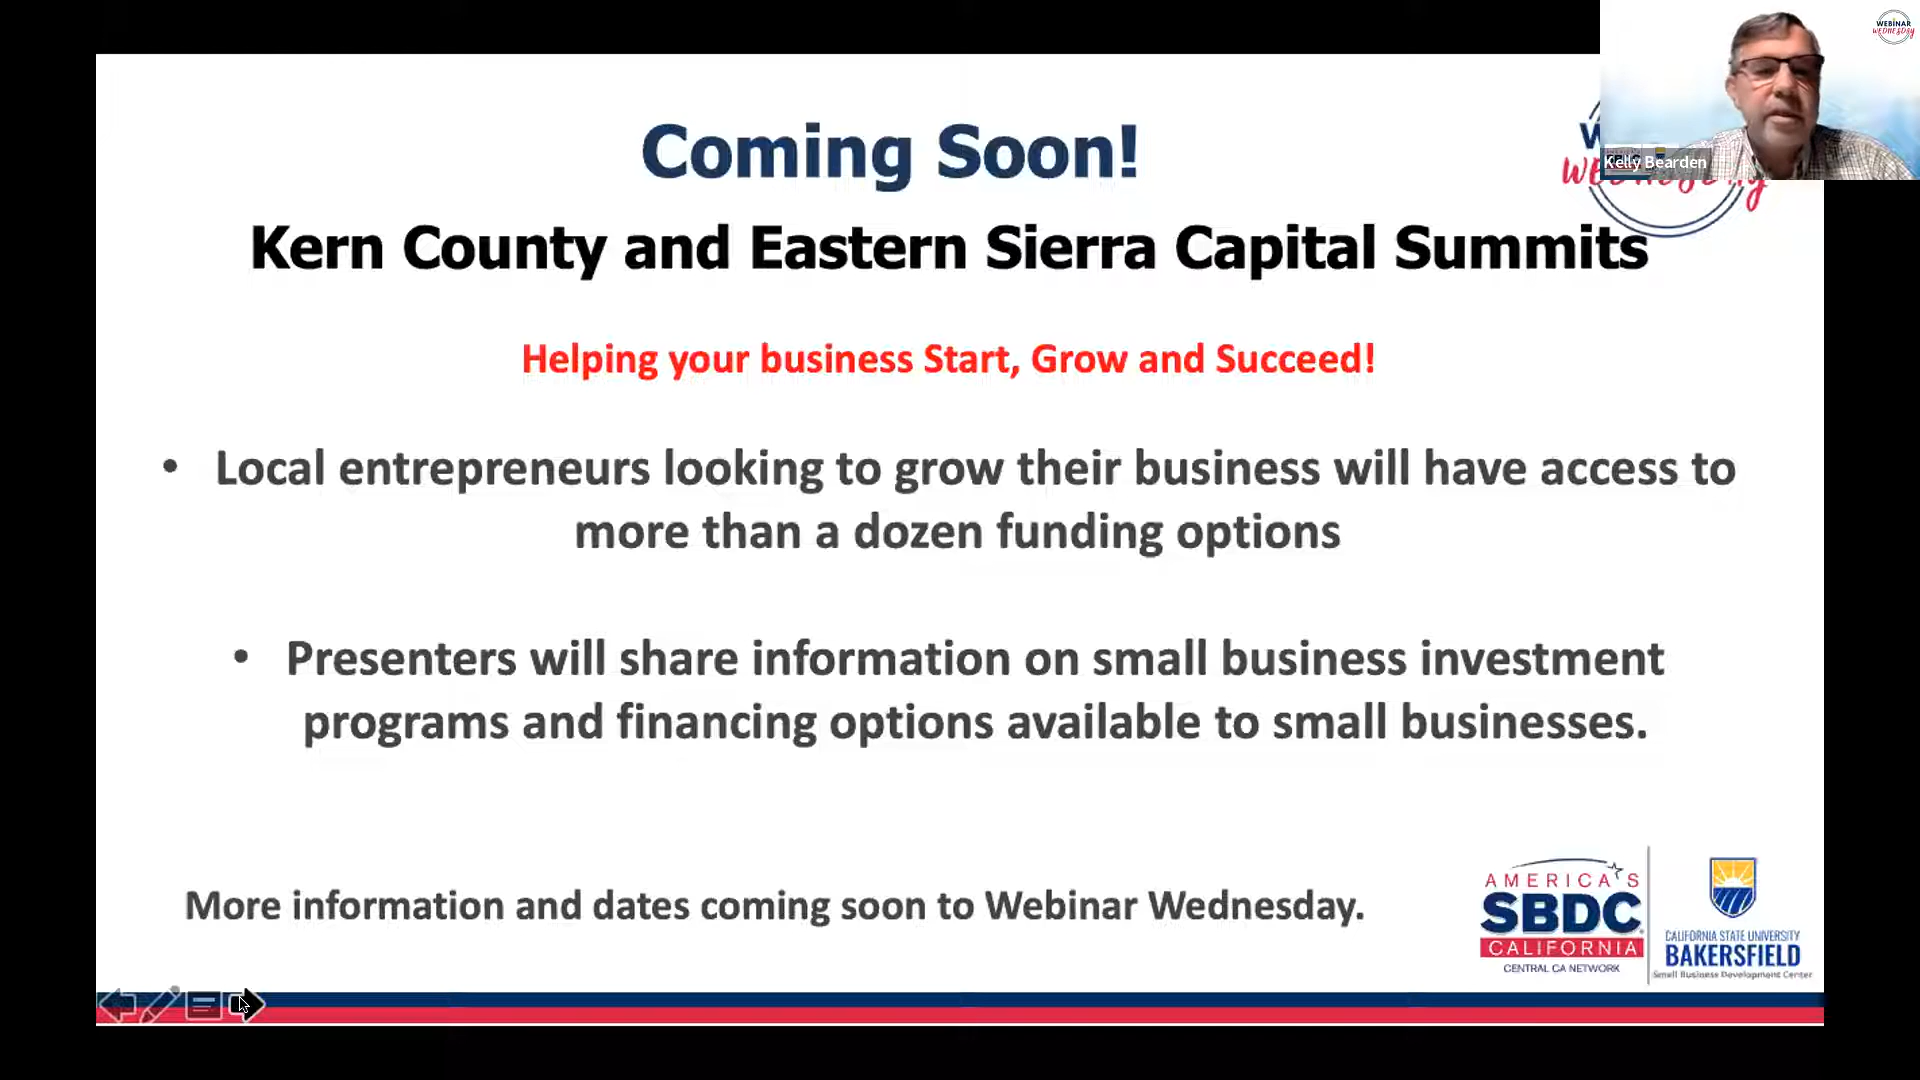 WEBINAR
WEDNESDAY
Kelly Bearden
Coming Soon!
Kern County and Eastern Sierra Capital Summits
Helping your business Start, Grow and Succeed!
• Local entrepreneurs looking to grow their business will have access to
more than a dozen funding options
• Presenters will share information on small business investment
programs and financing options available to small businesses.
More information and dates coming soon to Webinar Wednesday.
AMERICA'S
SBDC
CALIFORNIA
CENTRAL CA NETWORK
CALIFORNIA STATE UNIVERSITY
BAKERSFIELD
Small Business Development Center